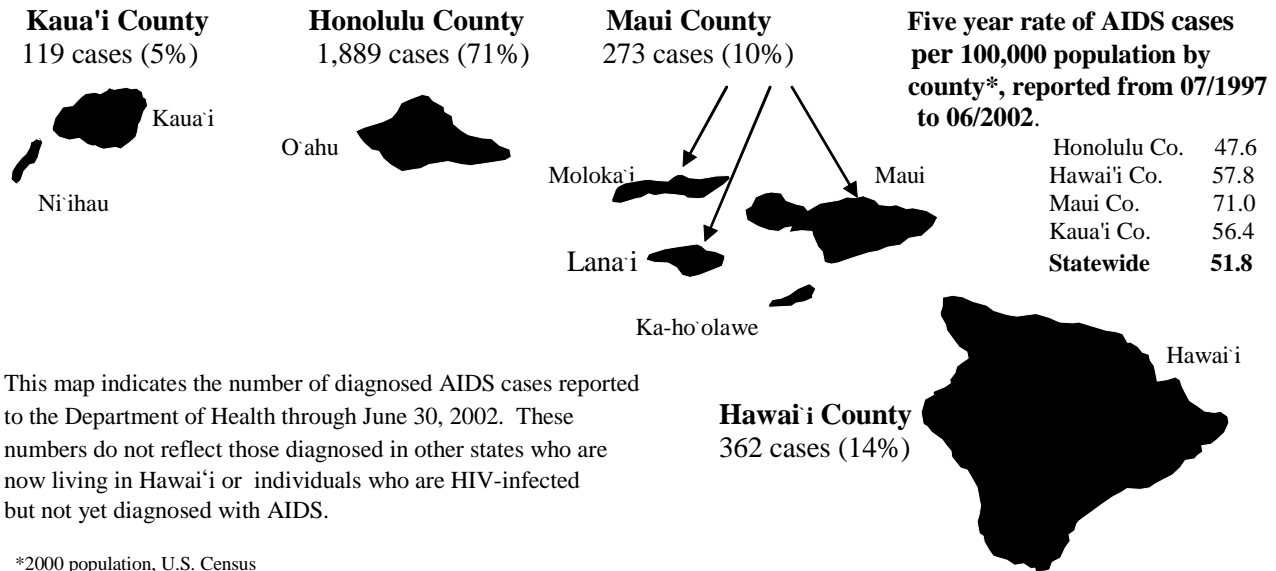 Kaua'i County
119 cases (5%)
Honolulu County
1,889 cases (71%)
Maui County
273 cases (10%)
Five year rate of AIDS cases
per 100,000 population by
county*, reported from 07/1997
to 06/2002.
Honolulu Co. 47.6
Hawai'i Co. 57.8
Maui Co. 71.0
Kaua'i Co. 56.4
Statewide 51.8
Kaua`i
Ni`ihau
O`ahu
Moloka`i
Maui
Lana`i
Ka-ho`olawe
Hawai`i
Hawai`i County
362 cases (14%)
This map indicates the number of diagnosed AIDS cases reported
to the Department of Health through June 30, 2002.  These
numbers do not reflect those diagnosed in other states who are
now living in Hawai‘i or  individuals who are HIV-infected
but not yet diagnosed with AIDS.
*2000 population, U.S. Census